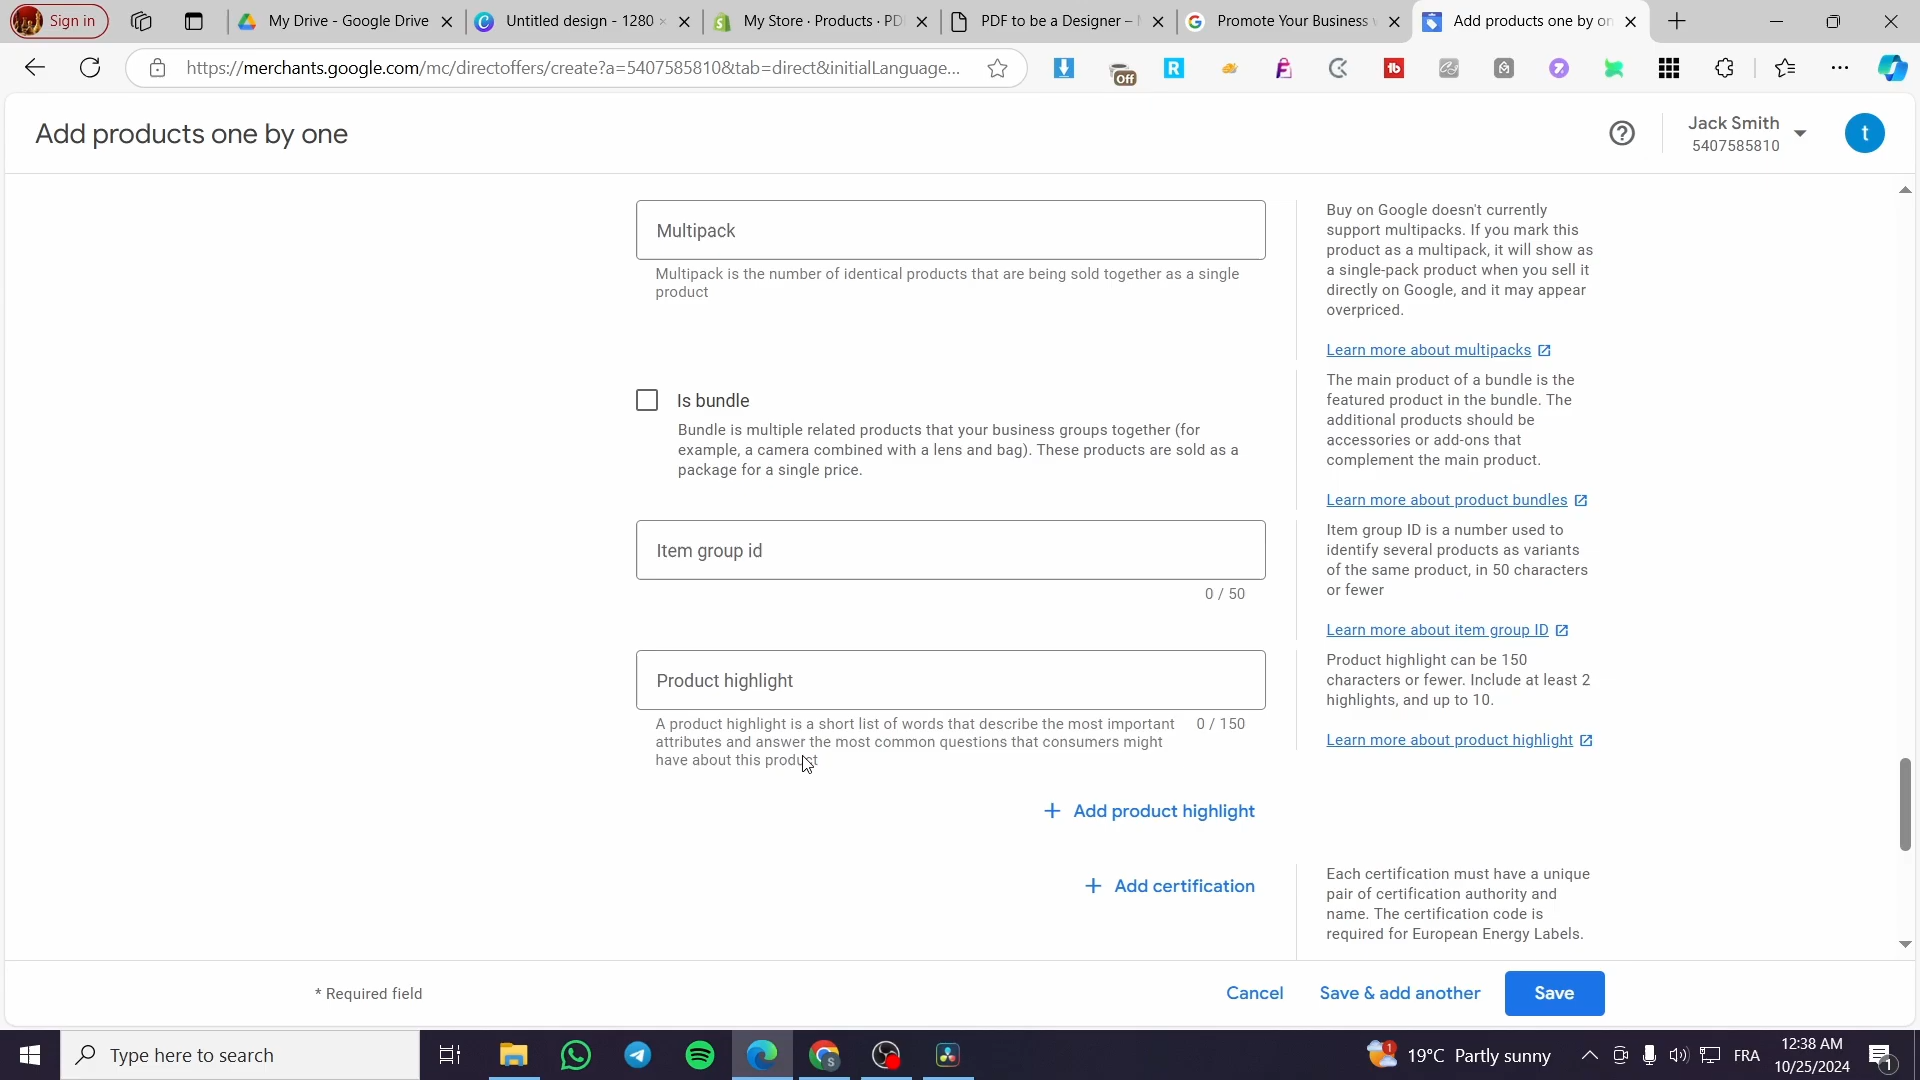 Sign in
My Drive - Google Drive
Untitled design - 1280
My Store · Products · PD
PDF to be a Designer –
Promote Your Business
Add products one by on
https://merchants.google.com/mc/directoffers/create?a=5407585810&tab=direct&initialLanguage...
Off
Add products one by one
Jack Smith
5407585810
t
Multipack
Multipack is the number of identical products that are being sold together as a single
product
Buy on Google doesn't currently
support multipacks. If you mark this
product as a multipack, it will show as
a single-pack product when you sell it
directly on Google, and it may appear
overpriced.
Learn more about multipacks
Is bundle
Bundle is multiple related products that your business groups together (for
example, a camera combined with a lens and bag). These products are sold as a
package for a single price.
The main product of a bundle is the
featured product in the bundle. The
additional products should be
accessories or add-ons that
complement the main product.
Learn more about product bundles
Item group id
0 / 50
Item group ID is a number used to
identify several products as variants
of the same product, in 50 characters
or fewer
Learn more about item group ID
Product highlight
A product highlight is a short list of words that describe the most important
attributes and answer the most common questions that consumers might
have about this product
0 / 150
Product highlight can be 150
characters or fewer. Include at least 2
highlights, and up to 10.
Learn more about product highlight
Add product highlight
Add certification
Each certification must have a unique
pair of certification authority and
name. The certification code is
required for European Energy Labels.
* Required field
Cancel
Save & add another
Save
Type here to search
19°C Partly sunny
FRA
12:38 AM
10/25/2024
1